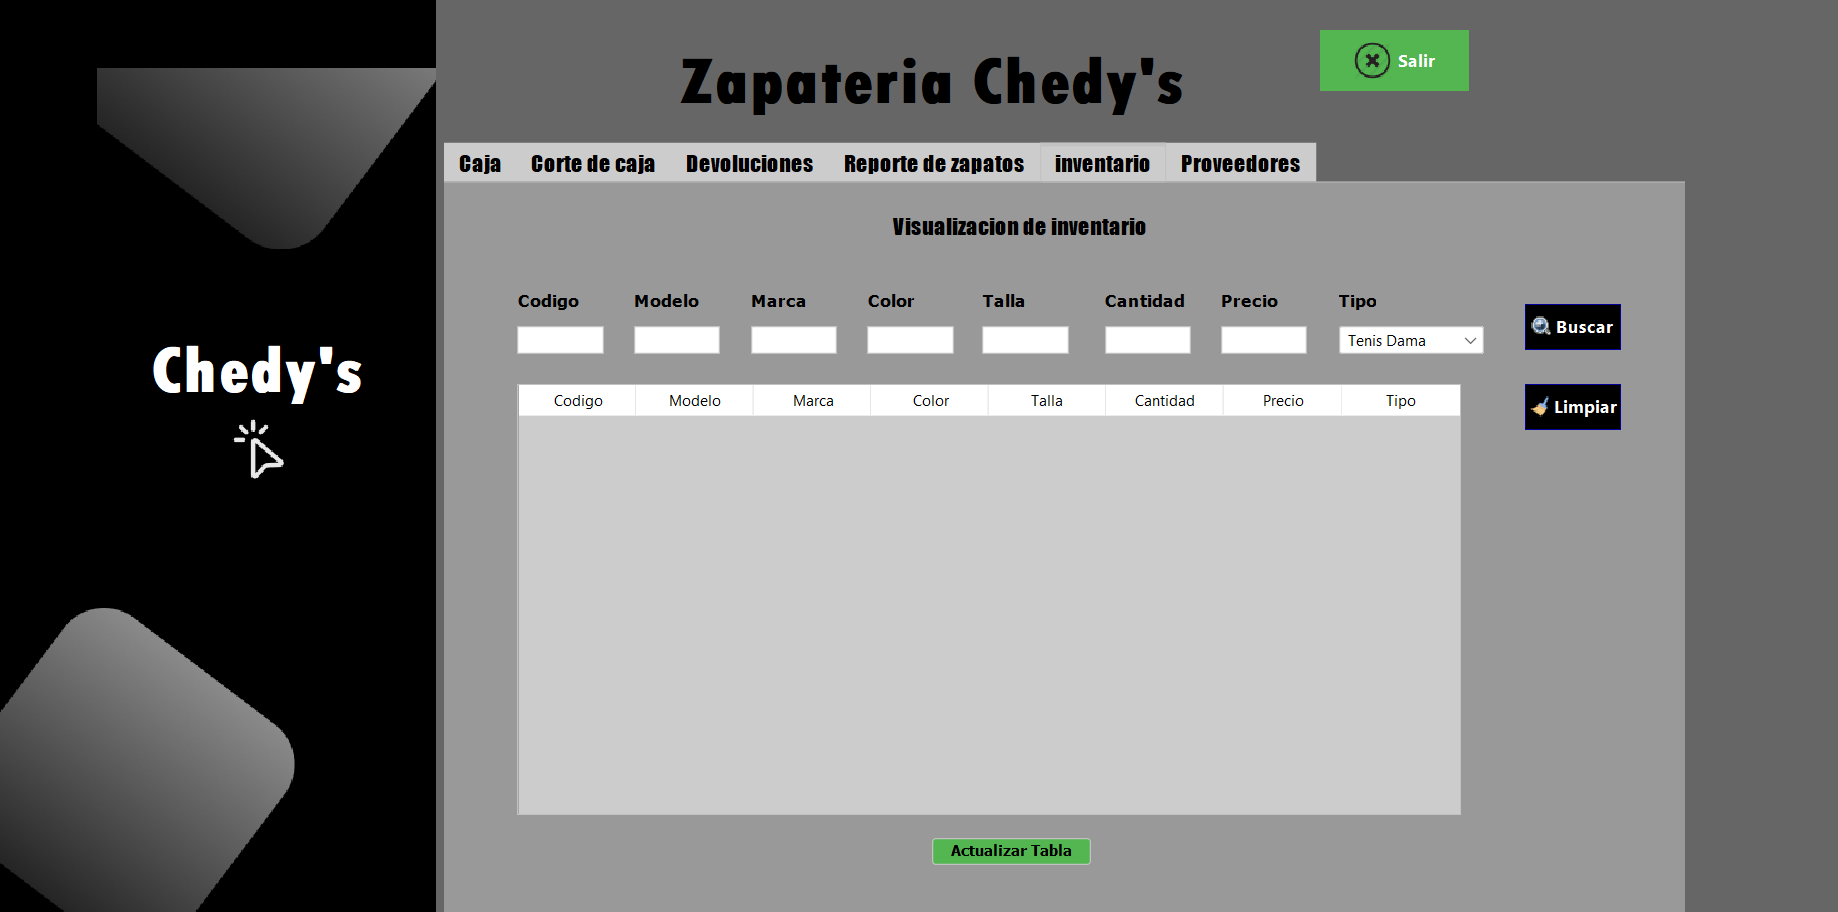 Zapateria Chedy's
Salir
Caja Corte de caja Devoluciones Reporte de zapatos inventario Proveedores
Visualizacion de inventario
Codigo Modelo Marca Color Talla Cantidad Precio Tipo
Tenis Dama
Buscar
Codigo Modelo Marca Color Talla Cantidad Precio Tipo
Limpiar
Actualizar Tabla
Chedy's